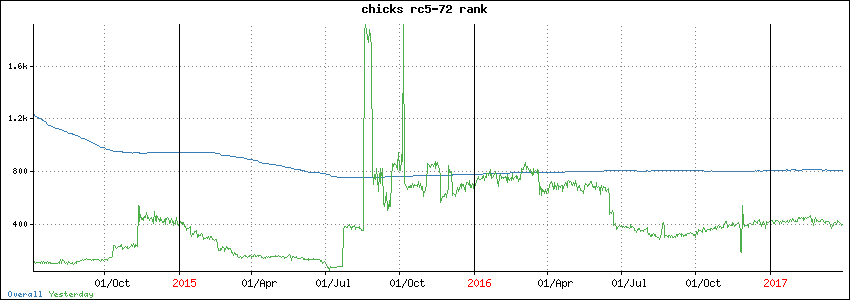 chicks rc5-72 rank
1.6k
1.2k
800
400
01/Oct 2015 01/Apr 01/Jul 01/Oct 2016 01/Apr 01/Jul 01/Oct 2017
Overall Yesterday